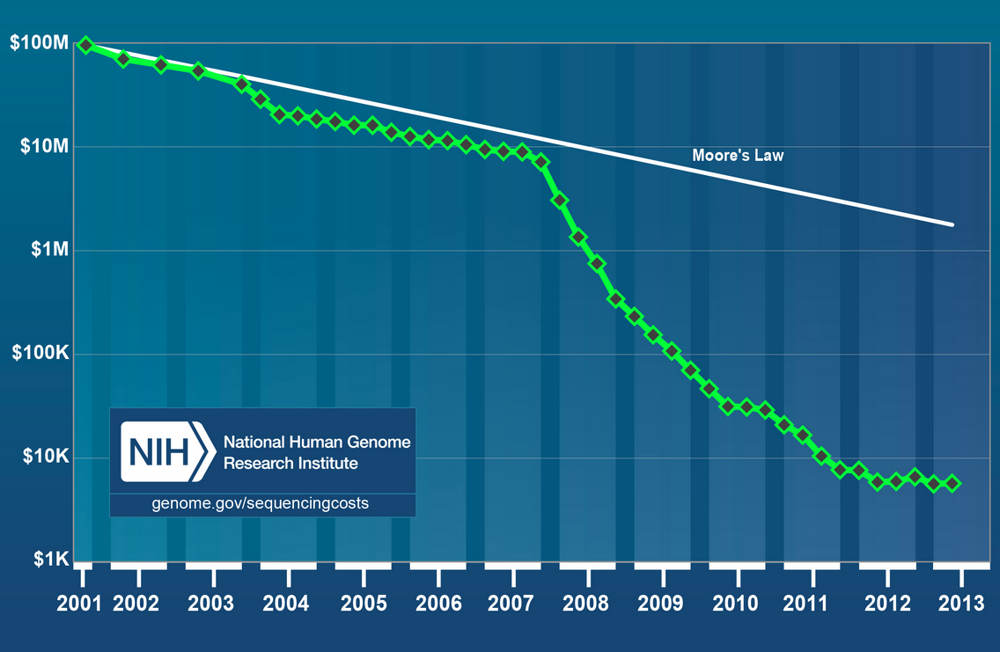 $100M
$10M
Moore's Law
$1M
$100K
NIH
National Human Genome
Research Institute
$10K
genome.gov/sequencingcosts
$1K
2001 2002 2003 2004 2005 2006 2007 2008 2009 2010 2011 2012 2013